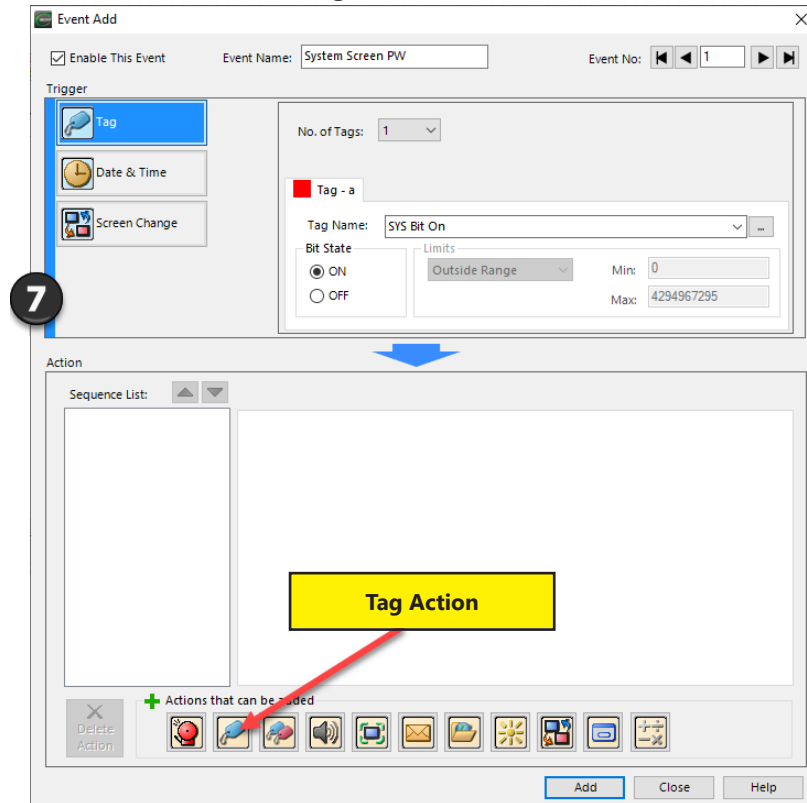 Event Add
Enable This Event
Event Name: System Screen PW
Event No: 1
Trigger
Tag
Date & Time
Screen Change
No. of Tags: 1
Tag - a
Tag Name: SYS Bit On ...
Bit State
Limits
ON
OFF
Outside Range
Min: 0
Max: 4294967295
7
Action
Sequence List:
Tag Action
Delete
Action
Actions that can be added
Add
Close
Help